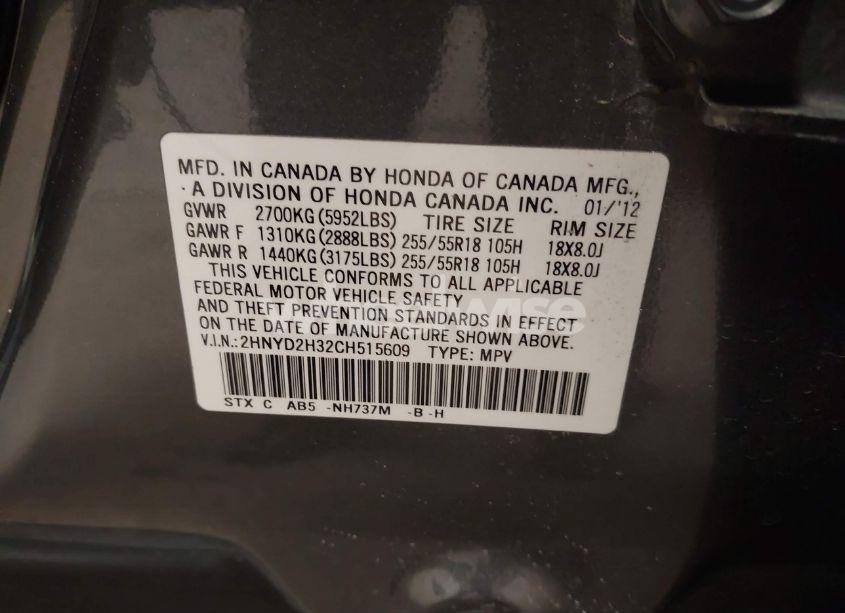 MFD. IN CANADA BY HONDA OF CANADA MFG.,
· A DIVISION OF HONDA CANADA INC. 01/'12
GVWR 2700KG(5952LBS) TIRE SIZE RIM SIZE
GAWR F 1310KG(2888LBS) 255/55R18 105H 18X8.0J
GAWR R 1440KG(3175LBS) 255/55R18 105H 18X8.0J
THIS VEHICLE CONFORMS TO ALL APPLICABLE
FEDERAL MOTOR VEHICLE SAFETY
AND THEFT PREVENTION STANDARDS IN EFFECT
ON THE DATE OF MANUFACTURE SHOWN ABOVE.
V.I.N.: 2HNYD2H32CH515609 TYPE: MPV
STX C AB5 -NH737M -B -H